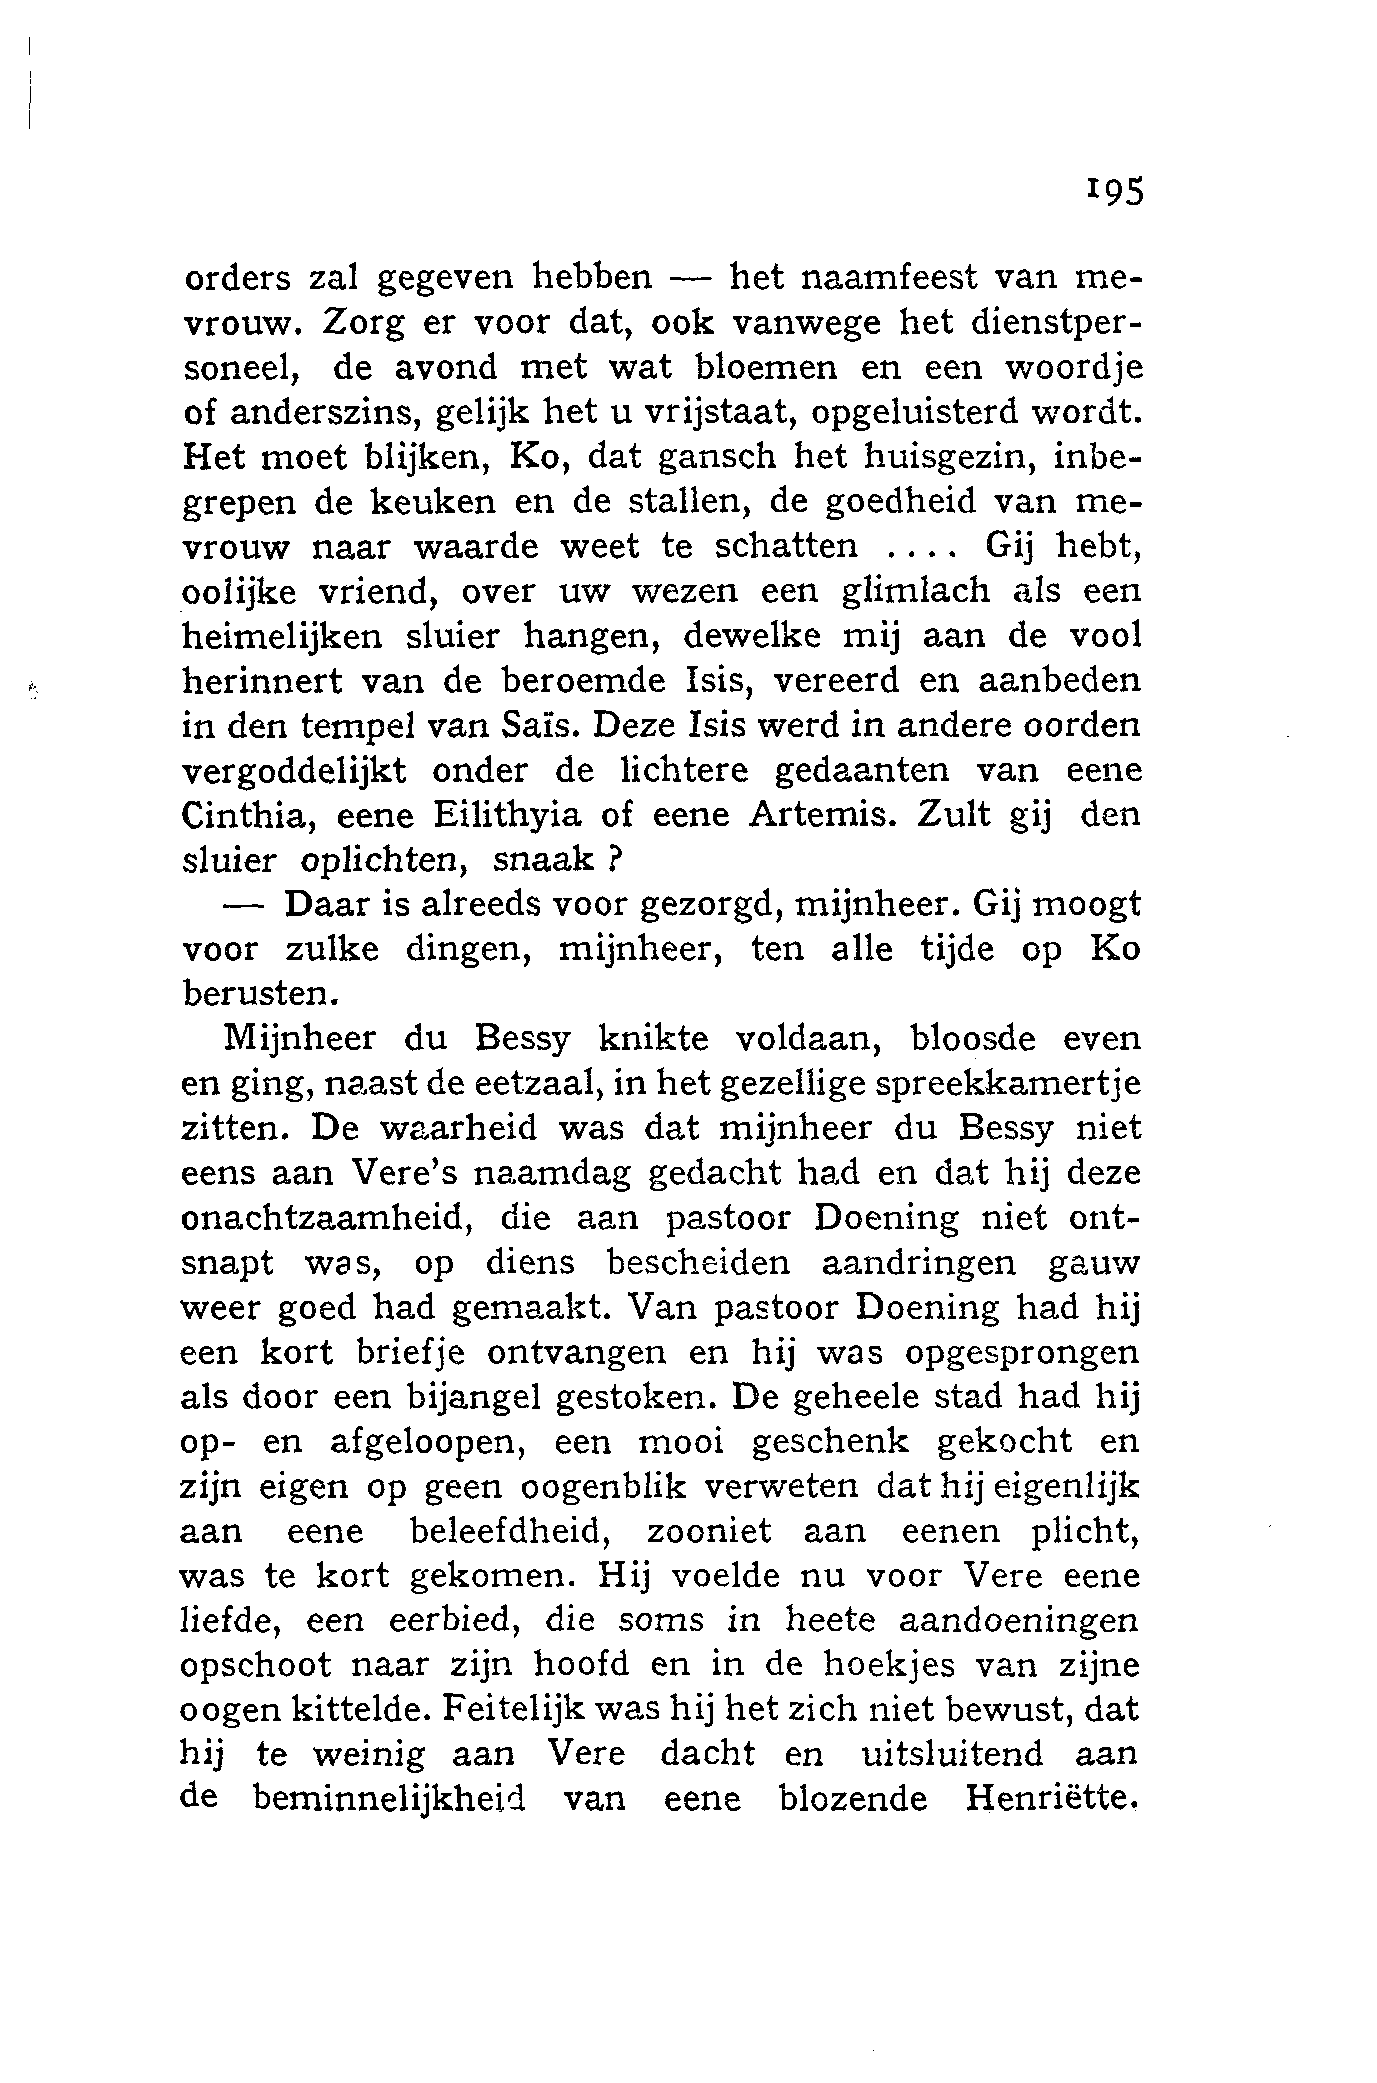 195
orders zal gegeven hebben — het naamfeest van me-
vrouw. Zorg er voor dat, ook vanwege het dienstper-
soneel, de avond met wat bloemen en een woordje
of anderszins, gelijk het u vrijstaat, opgeluisterd wordt.
Het moet blijken, Ko, dat gansch het huisgezin, inbe-
grepen de keuken en de stallen, de goedheid van me-
vrouw naar waarde weet te schatten .... Gij hebt,
oolijke vriend, over uw wezen een glimlach als een
heimelijken sluier hangen, dewelke mij aan de vool
herinnert van de beroemde Isis, vereerd en aanbeden
in den tempel van Saïs. Deze Isis werd in andere oorden
vergoddelijkt onder de lichtere gedaanten van eene
Cinthia, eene Eilithyia of eene Artemis. Zult gij den
sluier oplichten, snaak ?
— Daar is alreeds voor gezorgd, mijnheer. Gij moogt
voor zulke dingen, mijnheer, ten alle tijde op Ko
berusten.
Mijnheer du Bessy knikte voldaan, bloosde even
en ging, naast de eetzaal, in het gezellige spreekkamertje
zitten. De waarheid was dat mijnheer du Bessy niet
eens aan Vere's naamdag gedacht had en dat hij deze
onachtzaamheid, die aan pastoor Doening niet ont-
snapt was, op diens bescheiden aandringen gauw
weer goed had gemaakt. Van pastoor Doening had hij
een kort briefje ontvangen en hij was opgesprongen
als door een bijangel gestoken. De geheele stad had hij
op- en afgeloopen, een mooi geschenk gekocht en
zijn eigen op geen oogenblik verweten dat hij eigenlijk
aan eene beleefdheid, zooniet aan eenen plicht,
was te kort gekomen. Hij voelde nu voor Vere eene
liefde, een eerbied, die soms in heete aandoeningen
opschoot naar zijn hoofd en in de hoekjes van zijne
oogen kittelde. Feitelijk was hij het zich niet bewust, dat
hij te weinig aan Vere dacht en uitsluitend aan
de beminnelijkheid van eene blozende Henriëtte.